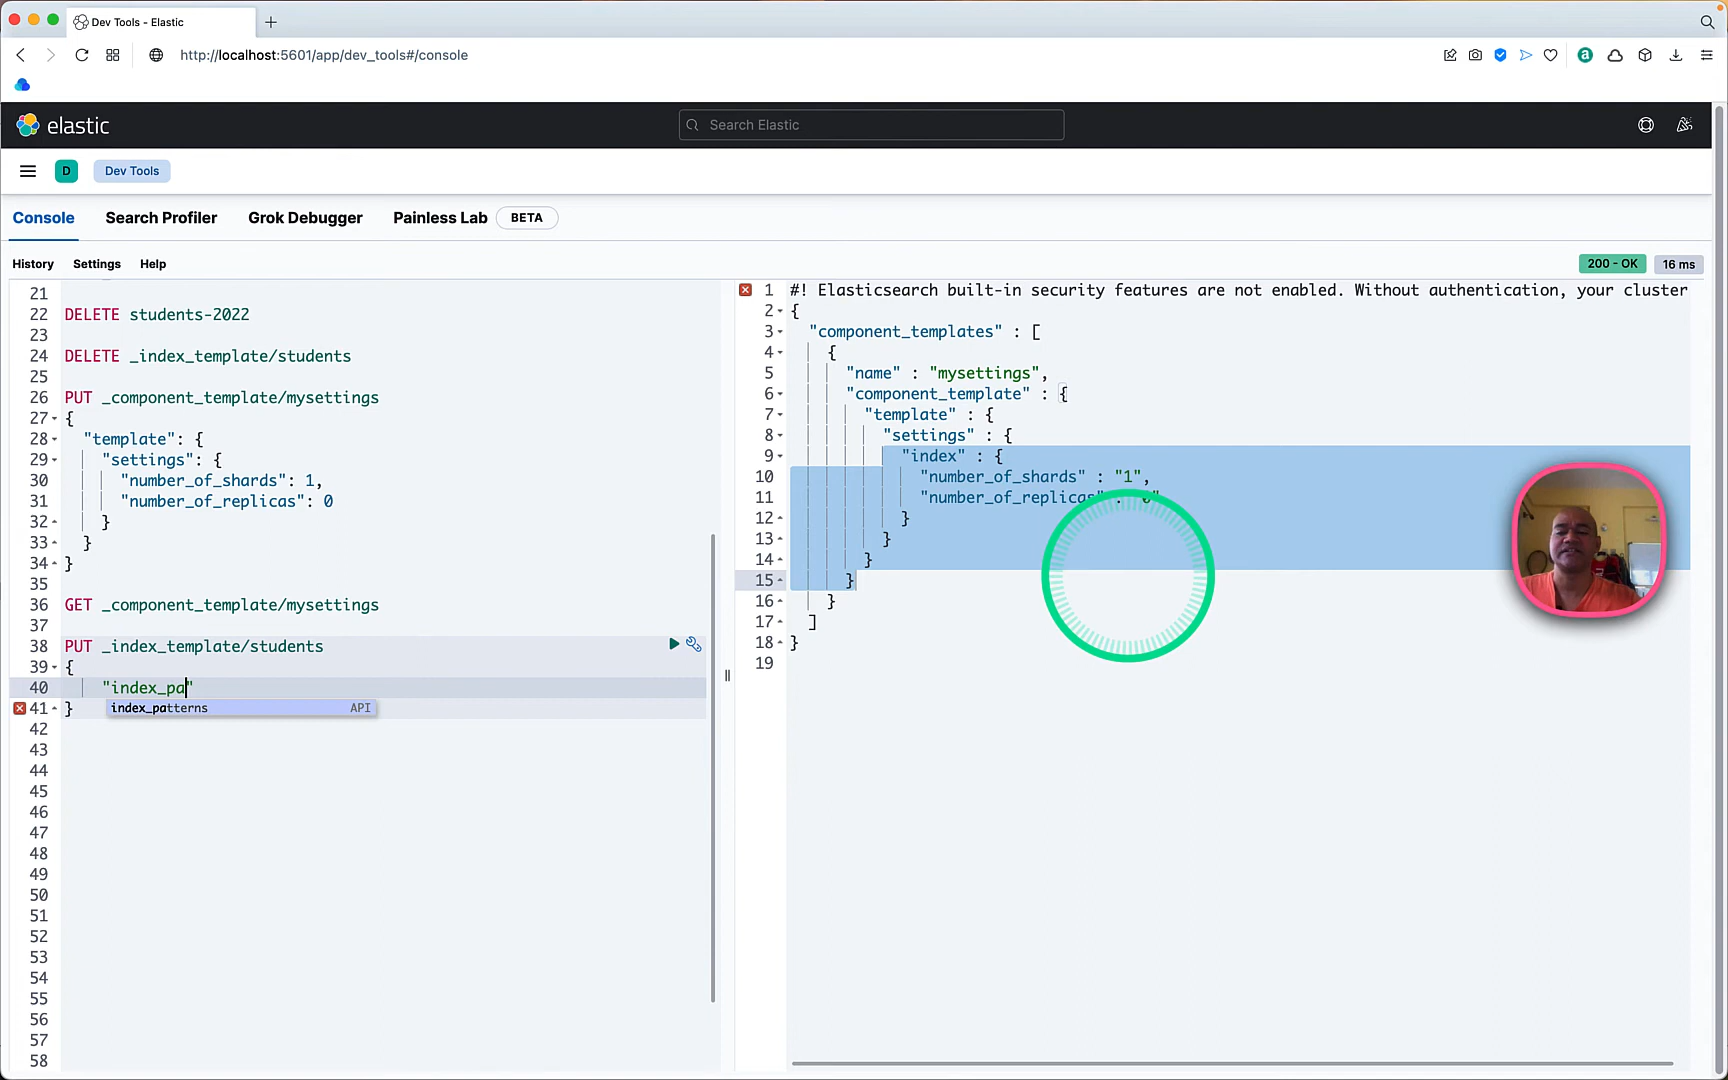 Dev Tools - Elastic
http://localhost:5601/app/dev_tools#/console
elastic
Search Elastic
D
Dev Tools
Console
Search Profiler
Grok Debugger
Painless Lab
BETA
History
Settings
Help
200 - OK
16 ms
21
22 DELETE students-2022
23
24 DELETE _index_template/students
25
26 PUT _component_template/mysettings
27 {
28 "template": {
29 "settings": {
30 "number_of_shards": 1,
31 "number_of_replicas": 0
32 }
33 }
34 }
35
36 GET _component_template/mysettings
37
38 PUT _index_template/students
39 {
40 "index_pa"
41 }
index_patterns API
42
43
44
45
46
47
48
49
50
51
52
53
54
55
56
57
58
1 #! Elasticsearch built-in security features are not enabled. Without authentication, your cluster
2 {
3 "component_templates" : [
4 {
5 "name" : "mysettings",
6 "component_template" : {
7 "template" : {
8 "settings" : {
9 "index" : {
10 "number_of_shards" : "1",
11 "number_of_replicas" : "0"
12 }
13 }
14 }
15 }
16 }
17 ]
18 }
19